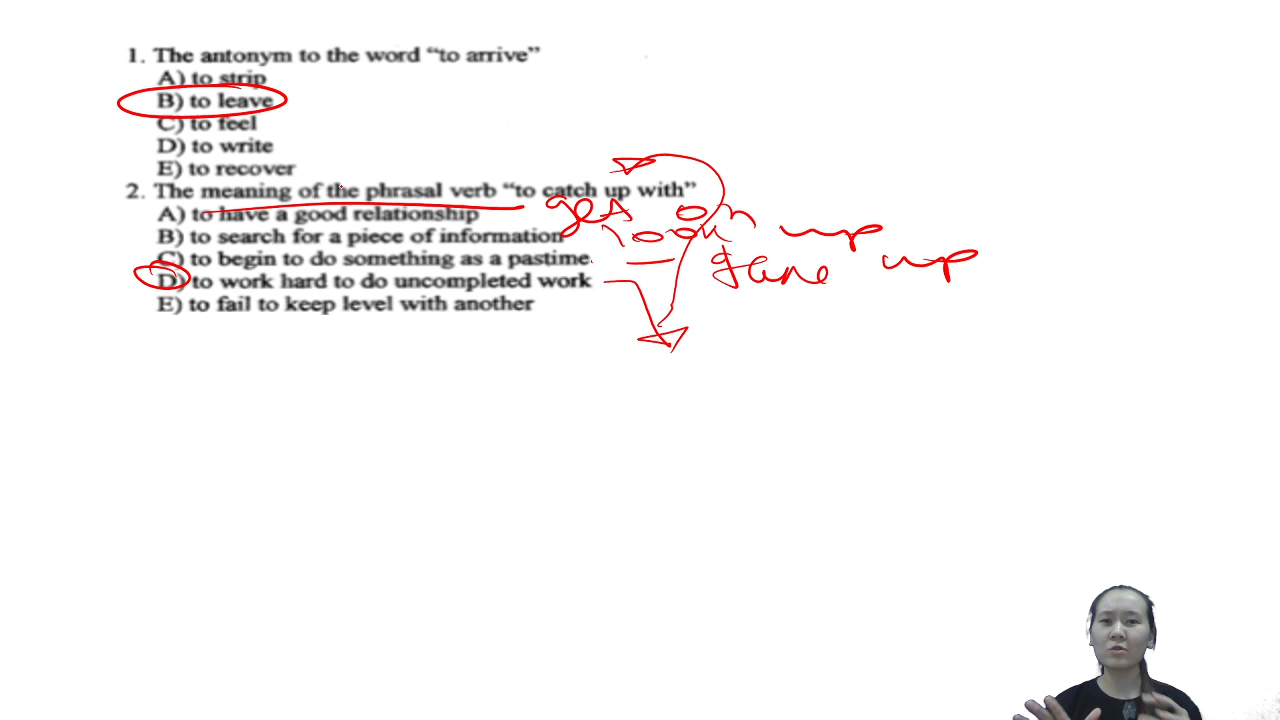 1. The antonym to the word “to arrive”
A) to strip
B) to leave
C) to feel
D) to write
E) to recover
2. The meaning of the phrasal verb “to catch up with”
A) to have a good relationship get on
B) to search for a piece of information look up
C) to begin to do something as a pastime. take up
D) to work hard to do uncompleted work
E) to fail to keep level with another